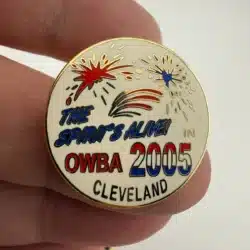 THE
SPIRIT'S ALIVE!
IN
OWBA 2005
CLEVELAND